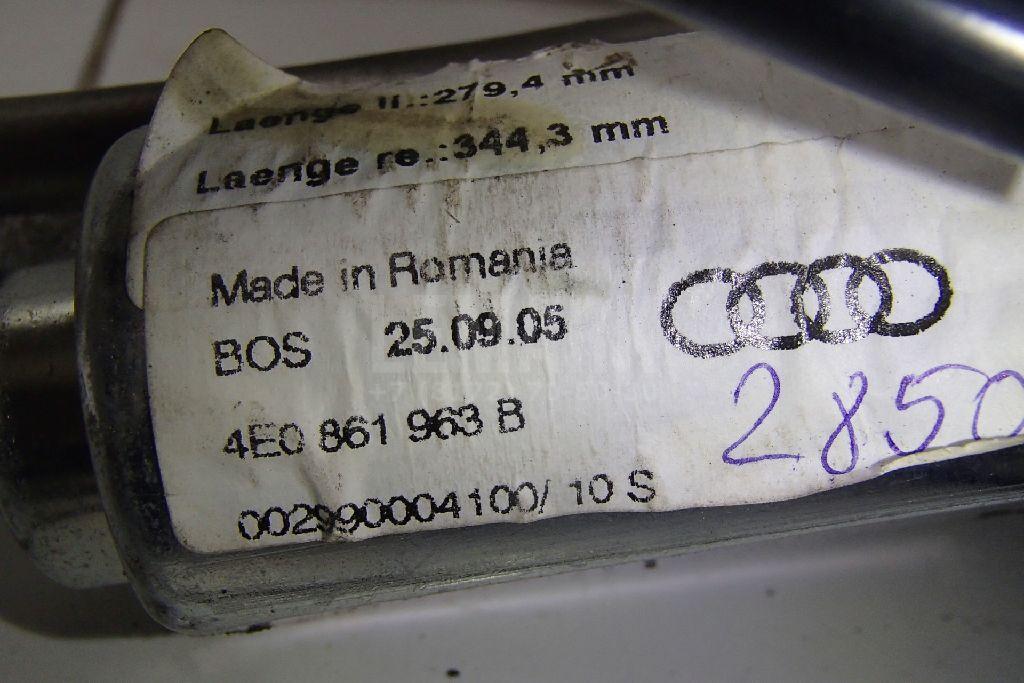 Laenge li.:279,4 mm
Laenge re.:344,3 mm
Made in Romania
BOS 25.09.05
4E0 861 963 B
2850
002990004100/ 10 S